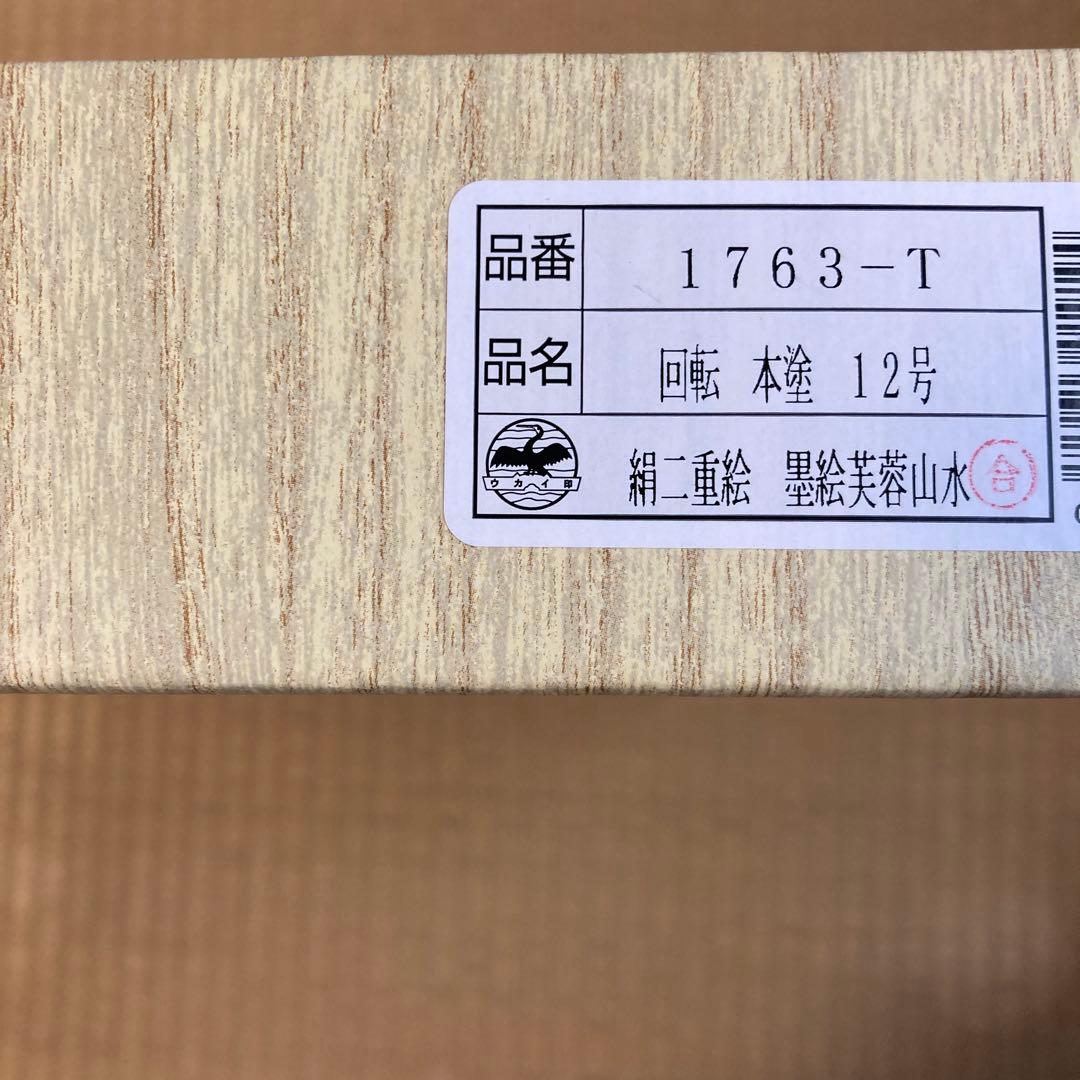 品番 １７６３－Ｔ
品名 回転 本塗 １２号
ウカイ印
絹二重絵 墨絵芙蓉山水 合